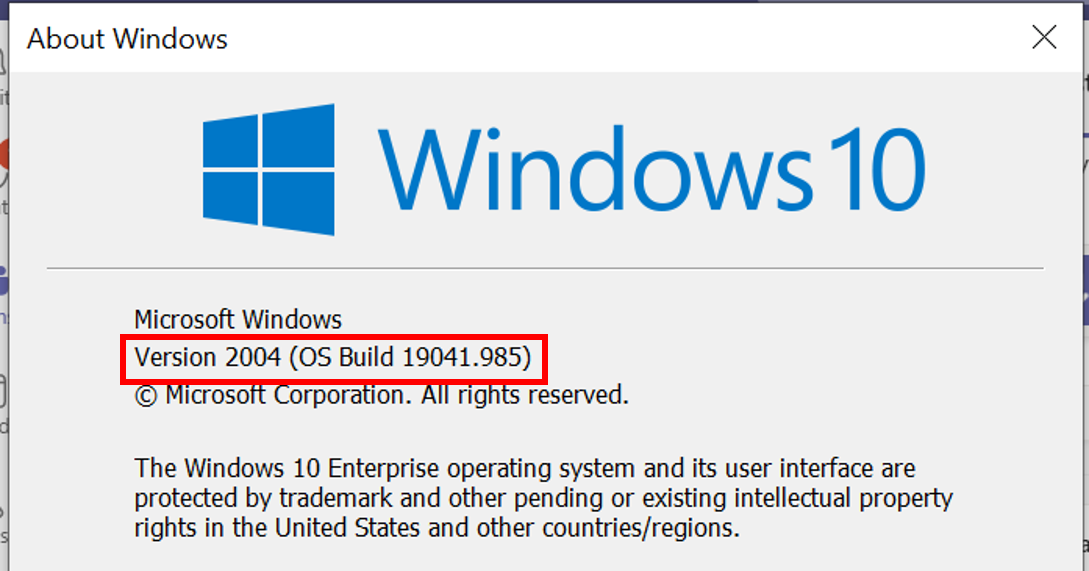 About Windows
Windows 10
Microsoft Windows
Version 2004 (OS Build 19041.985)
© Microsoft Corporation. All rights reserved.
The Windows 10 Enterprise operating system and its user interface are
protected by trademark and other pending or existing intellectual property
rights in the United States and other countries/regions.